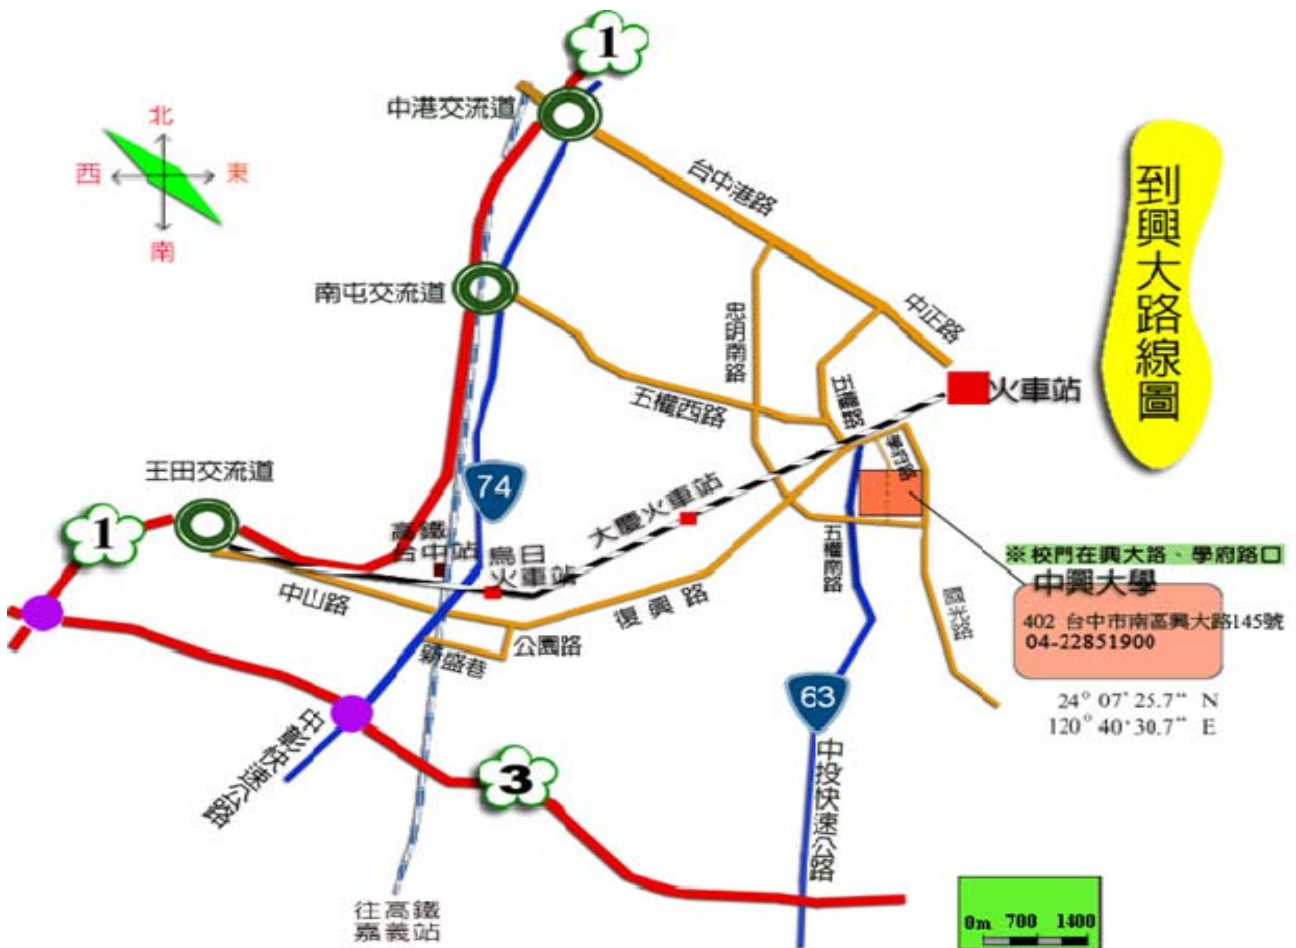 1
中港交流道
北
西
東
南
台中港路
到興大路線圖
南屯交流道
忠明南路
中正路
五權西路
五權路
火車站
學府路
王田交流道
74
1
高鐵
台中站
烏日
火車站
大慶火車站
五權南路
※校門在興大路、學府路口
中興大學
402 台中市南區興大路145號
04-22851900
中山路
復興路
國光路
公園路
新盛巷
24° 07' 25.7" N
120° 40' 30.7" E
63
中彰快速公路
中投快速公路
3
往高鐵
嘉義站
0m 700 1400